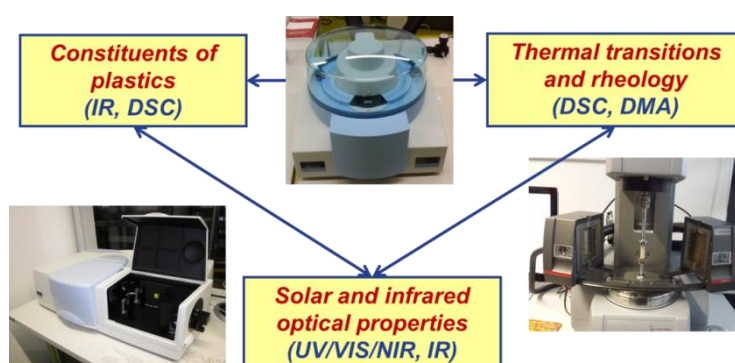 Constituents of
plastics
(IR, DSC)
Thermal transitions
and rheology
(DSC, DMA)
Solar and infrared
optical properties
(UV/VIS/NIR, IR)